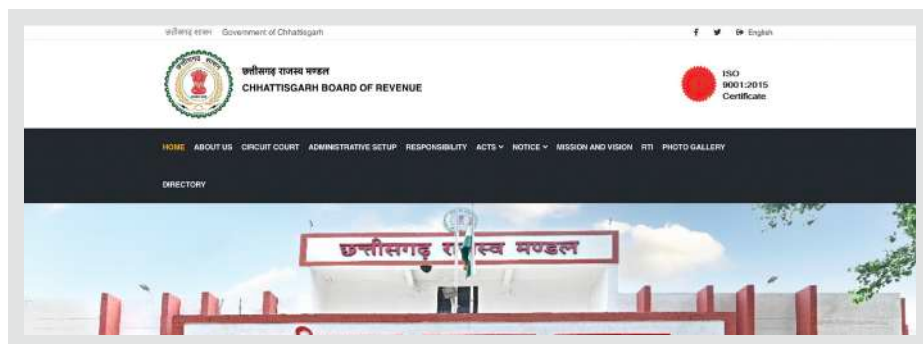 छत्तीसगढ़ शासन Government of Chhattisgarh English
छत्तीसगढ़ राजस्व मण्डल
CHHATTISGARH BOARD OF REVENUE
ISO
9001:2015
Certificate
HOME ABOUT US CIRCUIT COURT ADMINISTRATIVE SETUP RESPONSIBILITY ACTS NOTICE MISSION AND VISION RTI PHOTO GALLERY
DIRECTORY
छत्तीसगढ़ राजस्व मण्डल